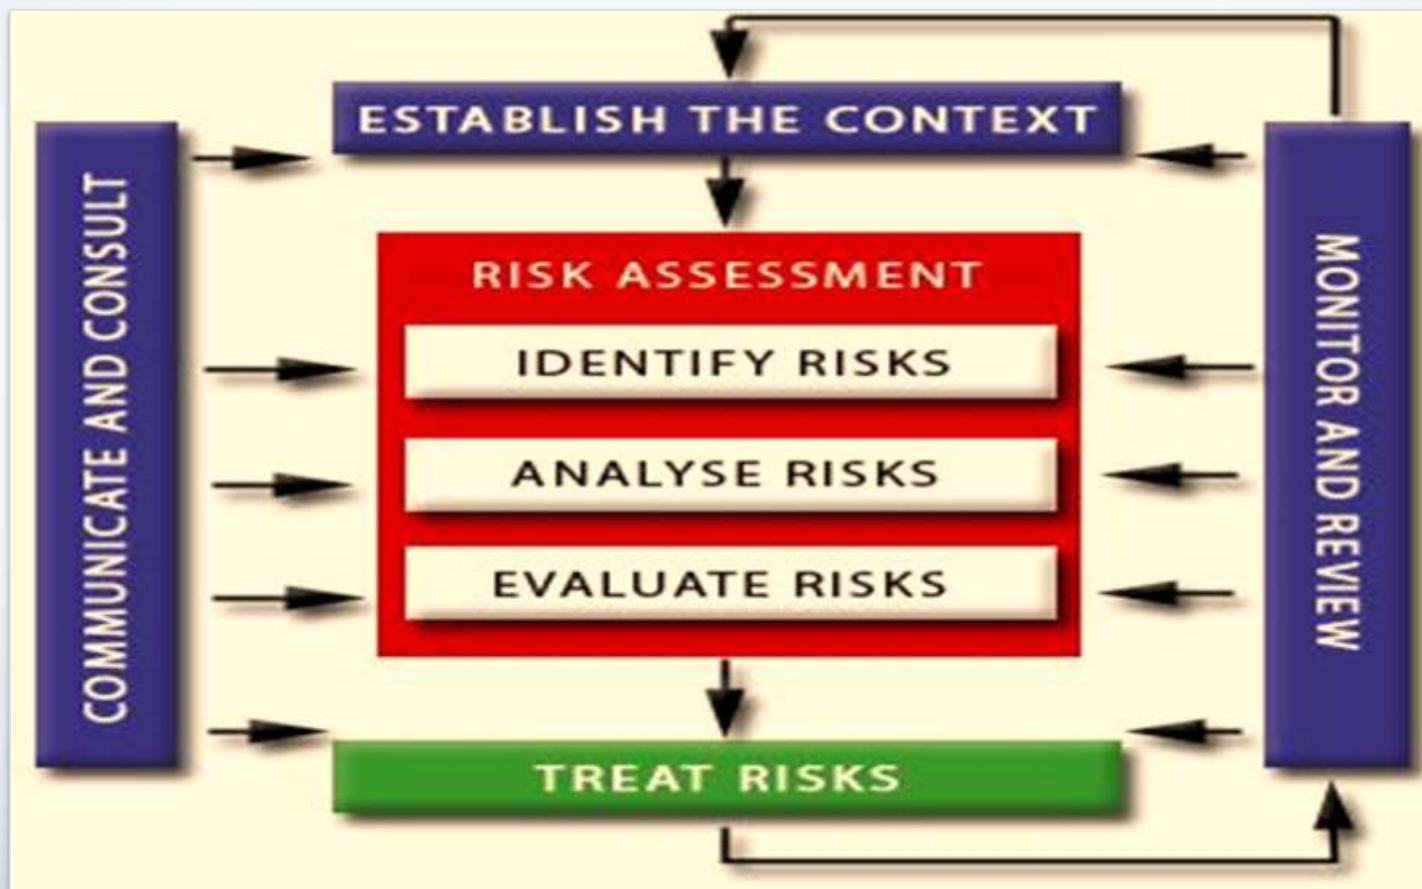 ESTABLISH THE CONTEXT
COMMUNICATE AND CONSULT
RISK ASSESSMENT
IDENTIFY RISKS
ANALYSE RISKS
EVALUATE RISKS
MONITOR AND REVIEW
TREAT RISKS